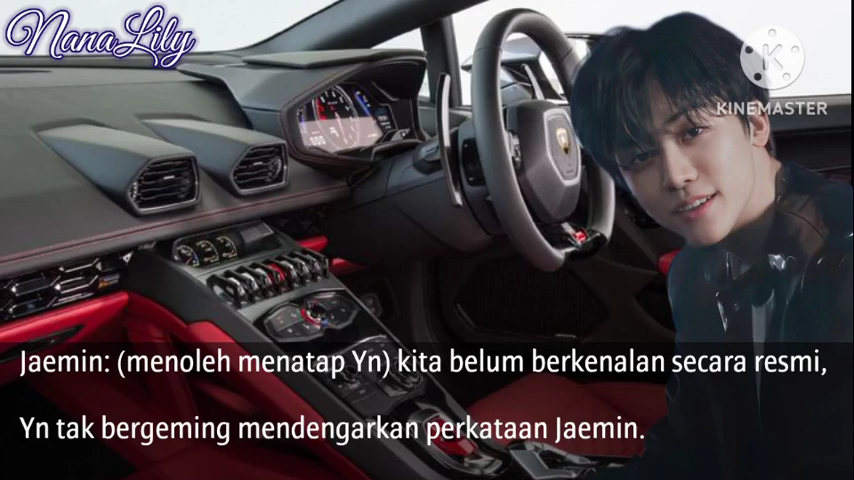 NanaLily
KINEMASTER
Jaemin: (menoleh menatap Yn) kita belum berkenalan secara resmi,
Yn tak bergeming mendengarkan perkataan Jaemin.